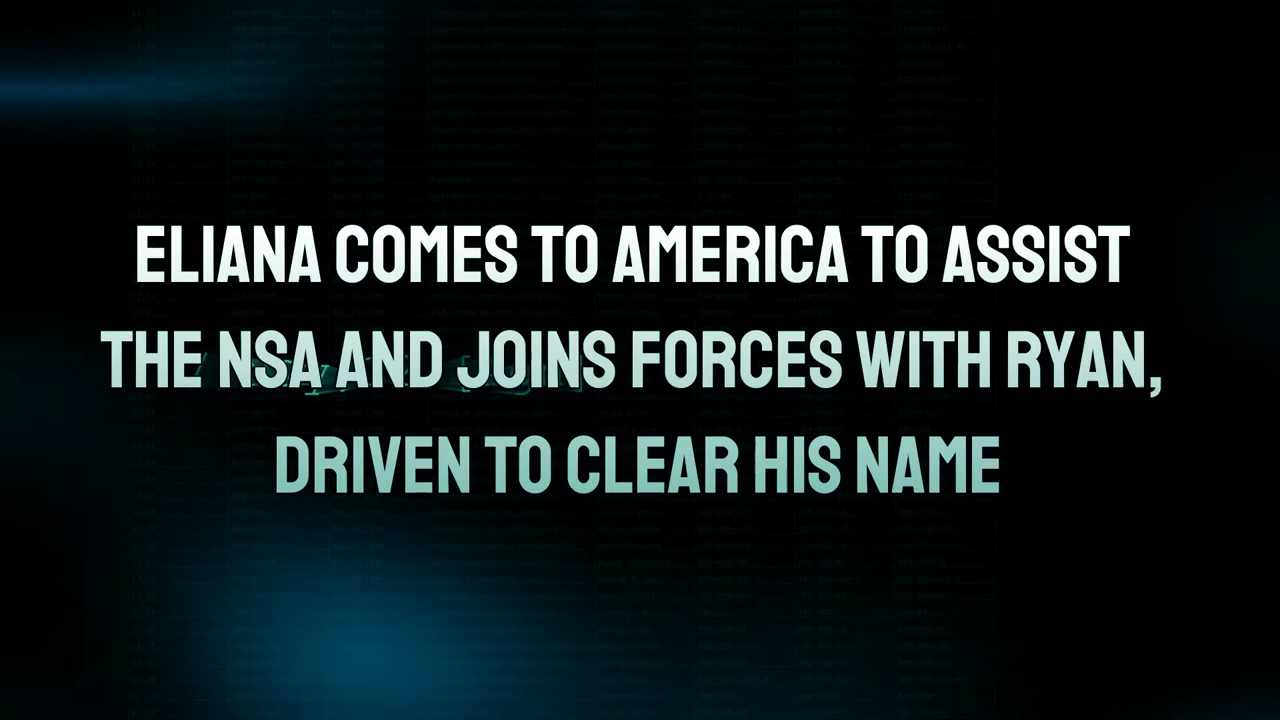 ELIANA COMES TO AMERICA TO ASSIST
THE NSA AND JOINS FORCES WITH RYAN,
DRIVEN TO CLEAR HIS NAME